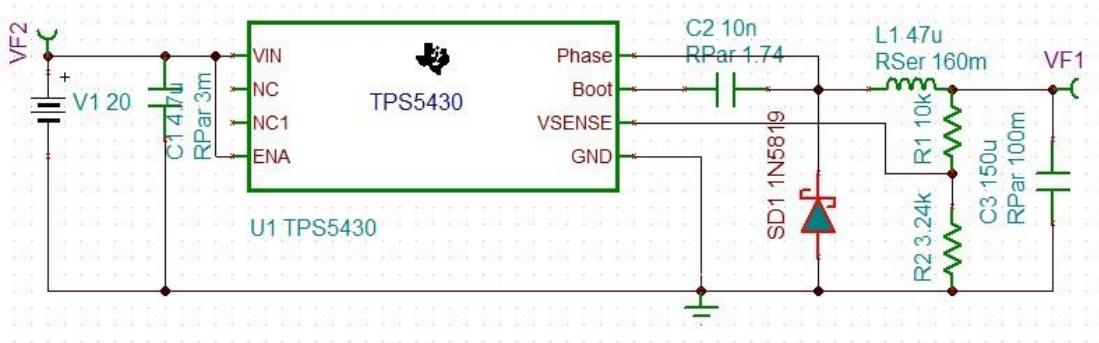 VF2
V1 20
C1 4.7u
RPar 3m
VIN
NC
NC1
ENA
TPS5430
Phase
Boot
VSENSE
GND
U1 TPS5430
C2 10n
RPar 1.74
SD1 1N5819
L1 47u
RSer 160m
R1 10k
R2 3.24k
C3 150u
RPar 100m
VF1
+